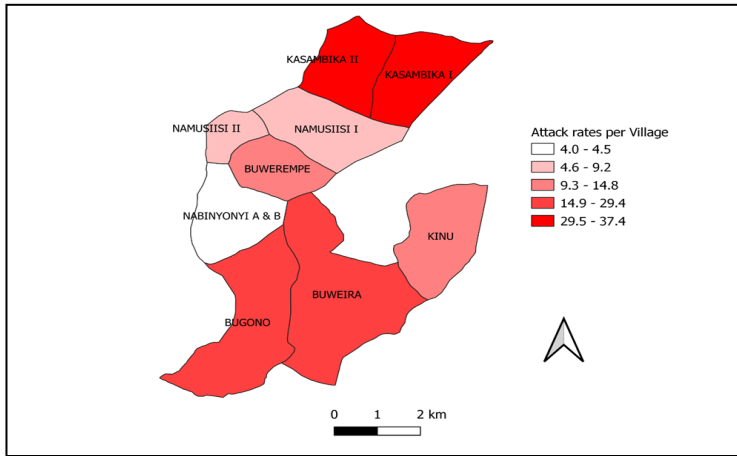 KASAMBIKA II
KASAMBIKA I
NAMUSIISI II
NAMUSIISI I
BUWEREMPE
NABINYONYI A & B
KINU
BUWEIRA
BUGONO
Attack rates per Village
4.0 - 4.5
4.6 - 9.2
9.3 - 14.8
14.9 - 29.4
29.5 - 37.4
0 1 2 km